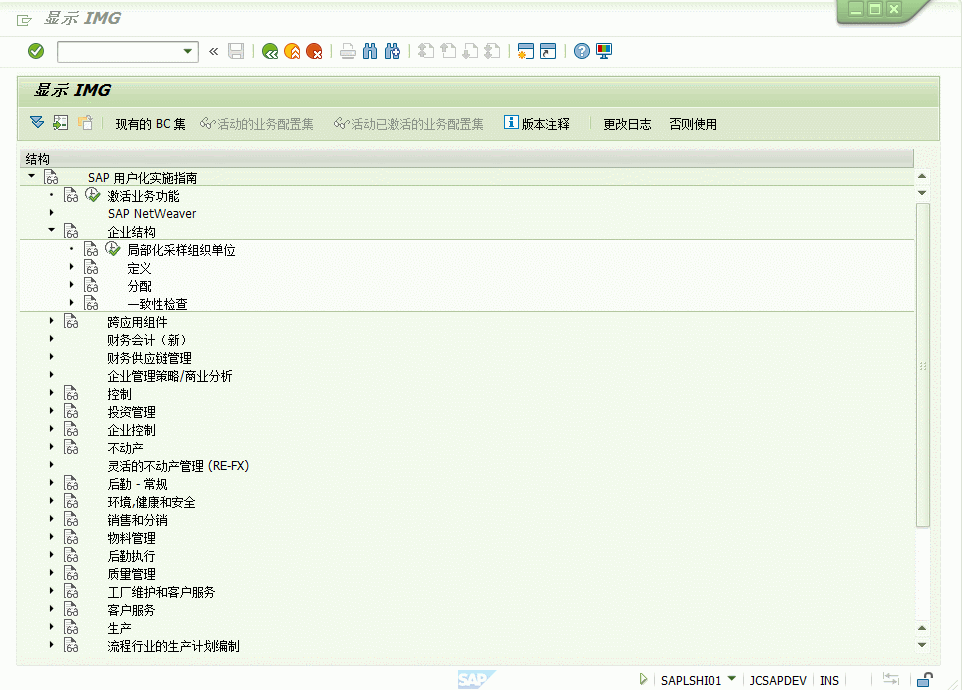 显示 IMG
显示 IMG
现有的 BC 集 活动的业务配置集 活动已激活的业务配置集 版本注释 更改日志 否则使用
结构
SAP 用户化实施指南
激活业务功能
SAP NetWeaver
企业结构
局部化采样组织单位
定义
分配
一致性检查
跨应用组件
财务会计（新）
财务供应链管理
企业管理策略/商业分析
控制
投资管理
企业控制
不动产
灵活的不动产管理 (RE-FX)
后勤 - 常规
环境,健康和安全
销售和分销
物料管理
后勤执行
质量管理
工厂维护和客户服务
客户服务
生产
流程行业的生产计划编制
SAP SAPLSHI01 JCSAPDEV INS